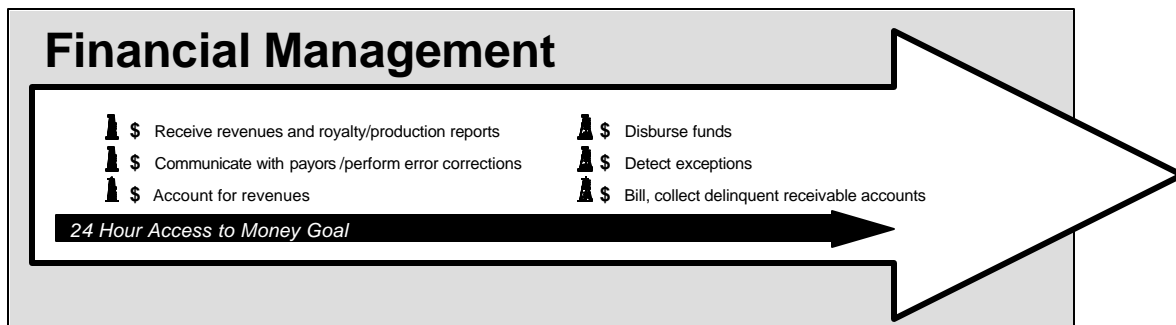 Financial Management
$ Receive revenues and royalty/production reports
$ Communicate with payors /perform error corrections
$ Account for revenues
$ Disburse funds
$ Detect exceptions
$ Bill, collect delinquent receivable accounts
24 Hour Access to Money Goal